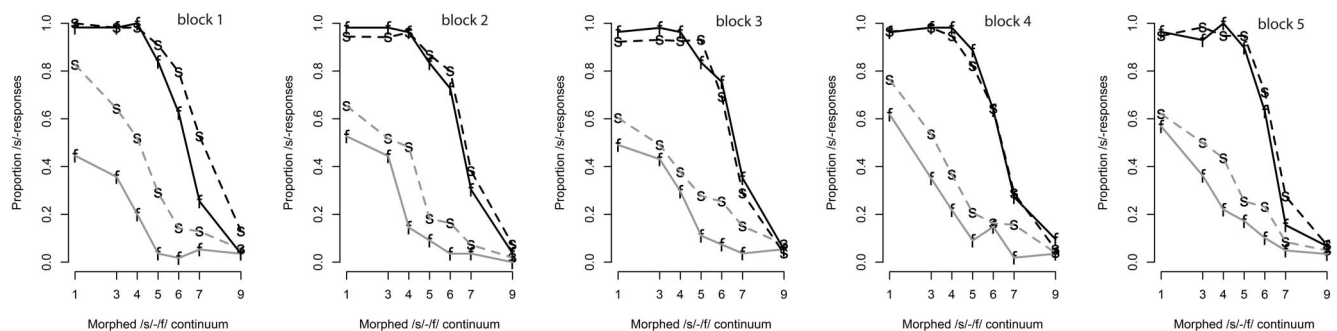 block 1
Proportion /s/-responses
1.0
0.8
0.6
0.4
0.2
0.0
S S S S S S S
f f f f f f f
S S S S S S S
f f f f f f f
1 3 4 5 6 7 9
Morphed /s/-/f/ continuum
block 2
Proportion /s/-responses
1.0
0.8
0.6
0.4
0.2
0.0
S S S S S S S
f f f f f f f
S S S S S S S
f f f f f f f
1 3 4 5 6 7 9
Morphed /s/-/f/ continuum
block 3
Proportion /s/-responses
1.0
0.8
0.6
0.4
0.2
0.0
S S S S S S S
f f f f f f f
S S S S S S S
f f f f f f f
1 3 4 5 6 7 9
Morphed /s/-/f/ continuum
block 4
Proportion /s/-responses
1.0
0.8
0.6
0.4
0.2
0.0
S S S S S S S
f f f f f f f
S S S S S S S
f f f f f f f
1 3 4 5 6 7 9
Morphed /s/-/f/ continuum
block 5
Proportion /s/-responses
1.0
0.8
0.6
0.4
0.2
0.0
S S S S S S S
f f f f f f f
S S S S S S S
f f f f f f f
1 3 4 5 6 7 9
Morphed /s/-/f/ continuum